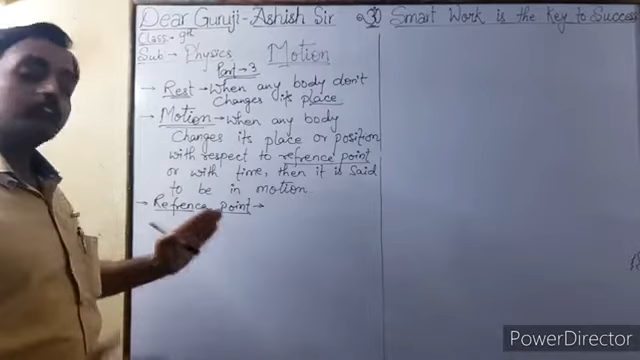 Dear Guruji - Ashish Sir
30 Smart Work is the Key to Success
Class - 9th
Sub - Physics
Motion
Part → 3
→ Rest → When any body don't
Changes its place
→ Motion → When any body
Changes its place or position
with respect to refrence point
or with time, then it is said
to be in motion.
→ Refrence point →
PowerDirector